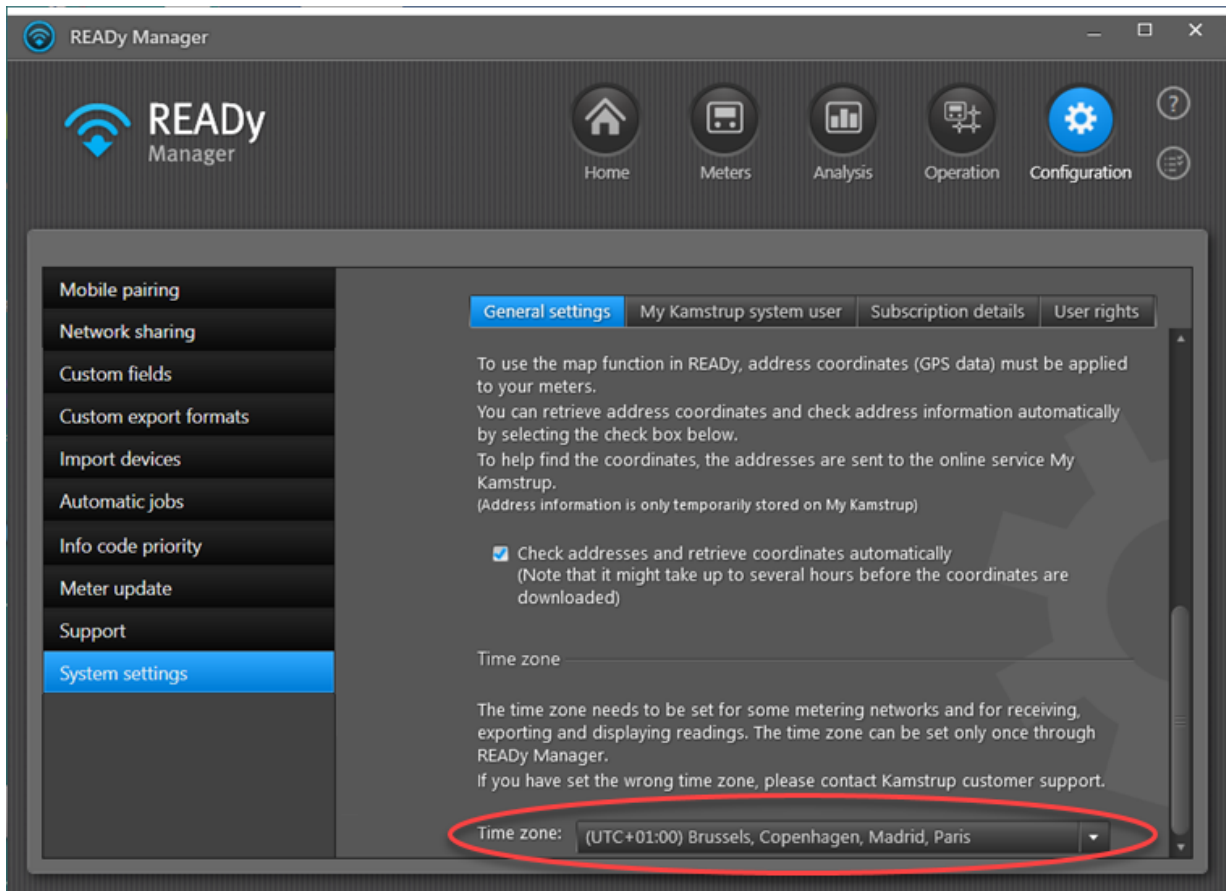 READy Manager
READy
Manager
Home
Meters
Analysis
Operation
Configuration
?
Mobile pairing
Network sharing
Custom fields
Custom export formats
Import devices
Automatic jobs
Info code priority
Meter update
Support
System settings
General settings
My Kamstrup system user
Subscription details
User rights
To use the map function in READy, address coordinates (GPS data) must be applied
to your meters.
You can retrieve address coordinates and check address information automatically
by selecting the check box below.
To help find the coordinates, the addresses are sent to the online service My
Kamstrup.
(Address information is only temporarily stored on My Kamstrup)
Check addresses and retrieve coordinates automatically
(Note that it might take up to several hours before the coordinates are
downloaded)
Time zone
The time zone needs to be set for some metering networks and for receiving,
exporting and displaying readings. The time zone can be set only once through
READy Manager.
If you have set the wrong time zone, please contact Kamstrup customer support.
Time zone: (UTC+01:00) Brussels, Copenhagen, Madrid, Paris